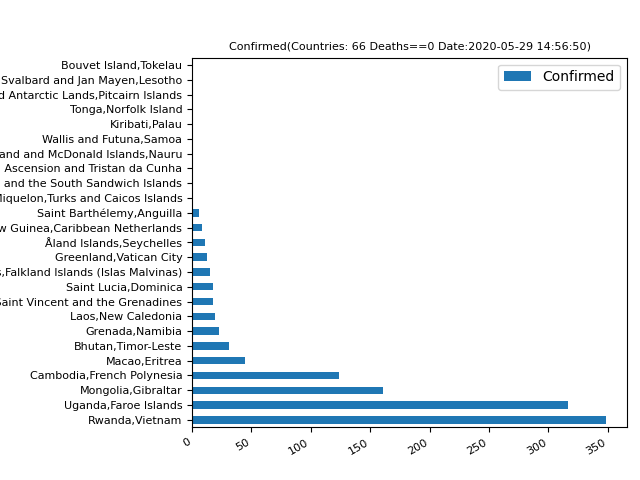 Confirmed(Countries: 66 Deaths==0 Date:2020-05-29 14:56:50)
Confirmed
Bouvet Island,Tokelau
Svalbard and Jan Mayen,Lesotho
Antarctic Lands,Pitcairn Islands
Tonga,Norfolk Island
Kiribati,Palau
Wallis and Futuna,Samoa
and McDonald Islands,Nauru
Ascension and Tristan da Cunha
and the South Sandwich Islands
Miquelon,Turks and Caicos Islands
Saint Barthélemy,Anguilla
Guinea,Caribbean Netherlands
Åland Islands,Seychelles
Greenland,Vatican City
,Falkland Islands (Islas Malvinas)
Saint Lucia,Dominica
Saint Vincent and the Grenadines
Laos,New Caledonia
Grenada,Namibia
Bhutan,Timor-Leste
Macao,Eritrea
Cambodia,French Polynesia
Mongolia,Gibraltar
Uganda,Faroe Islands
Rwanda,Vietnam
0 50 100 150 200 250 300 350